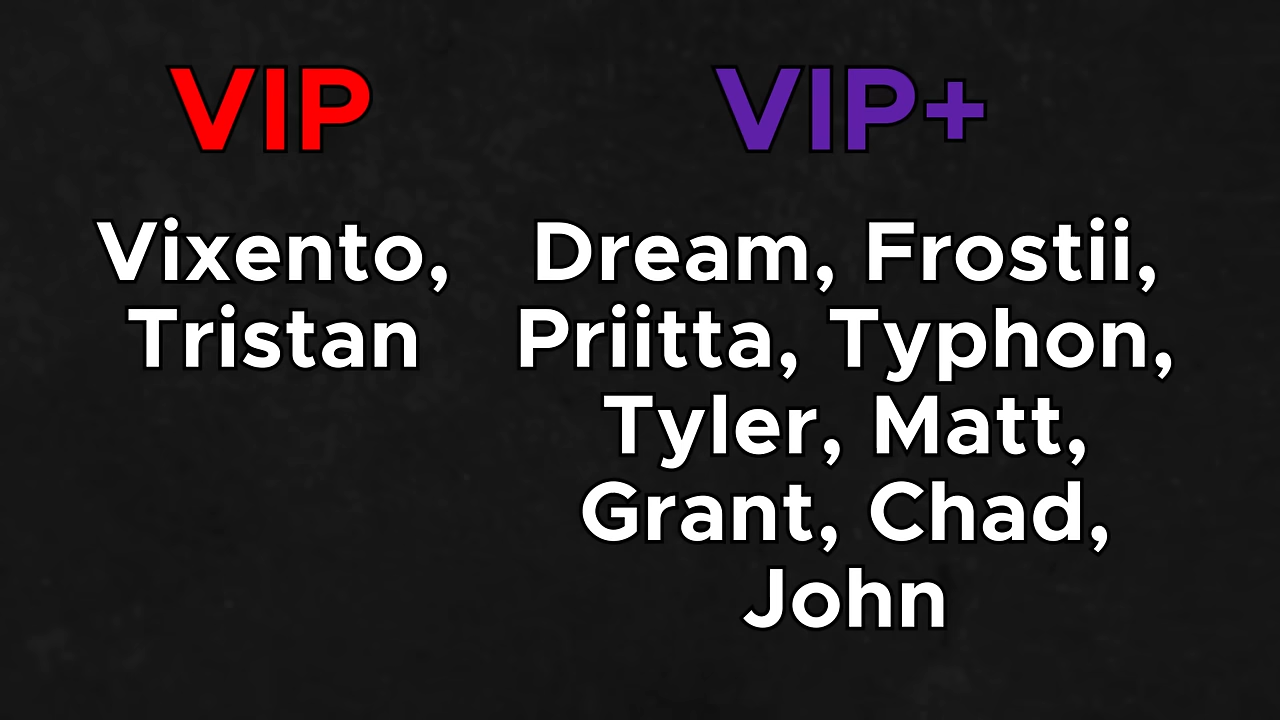 VIP
Vixento,
Tristan
VIP+
Dream, Frostii,
Priitta, Typhon,
Tyler, Matt,
Grant, Chad,
John